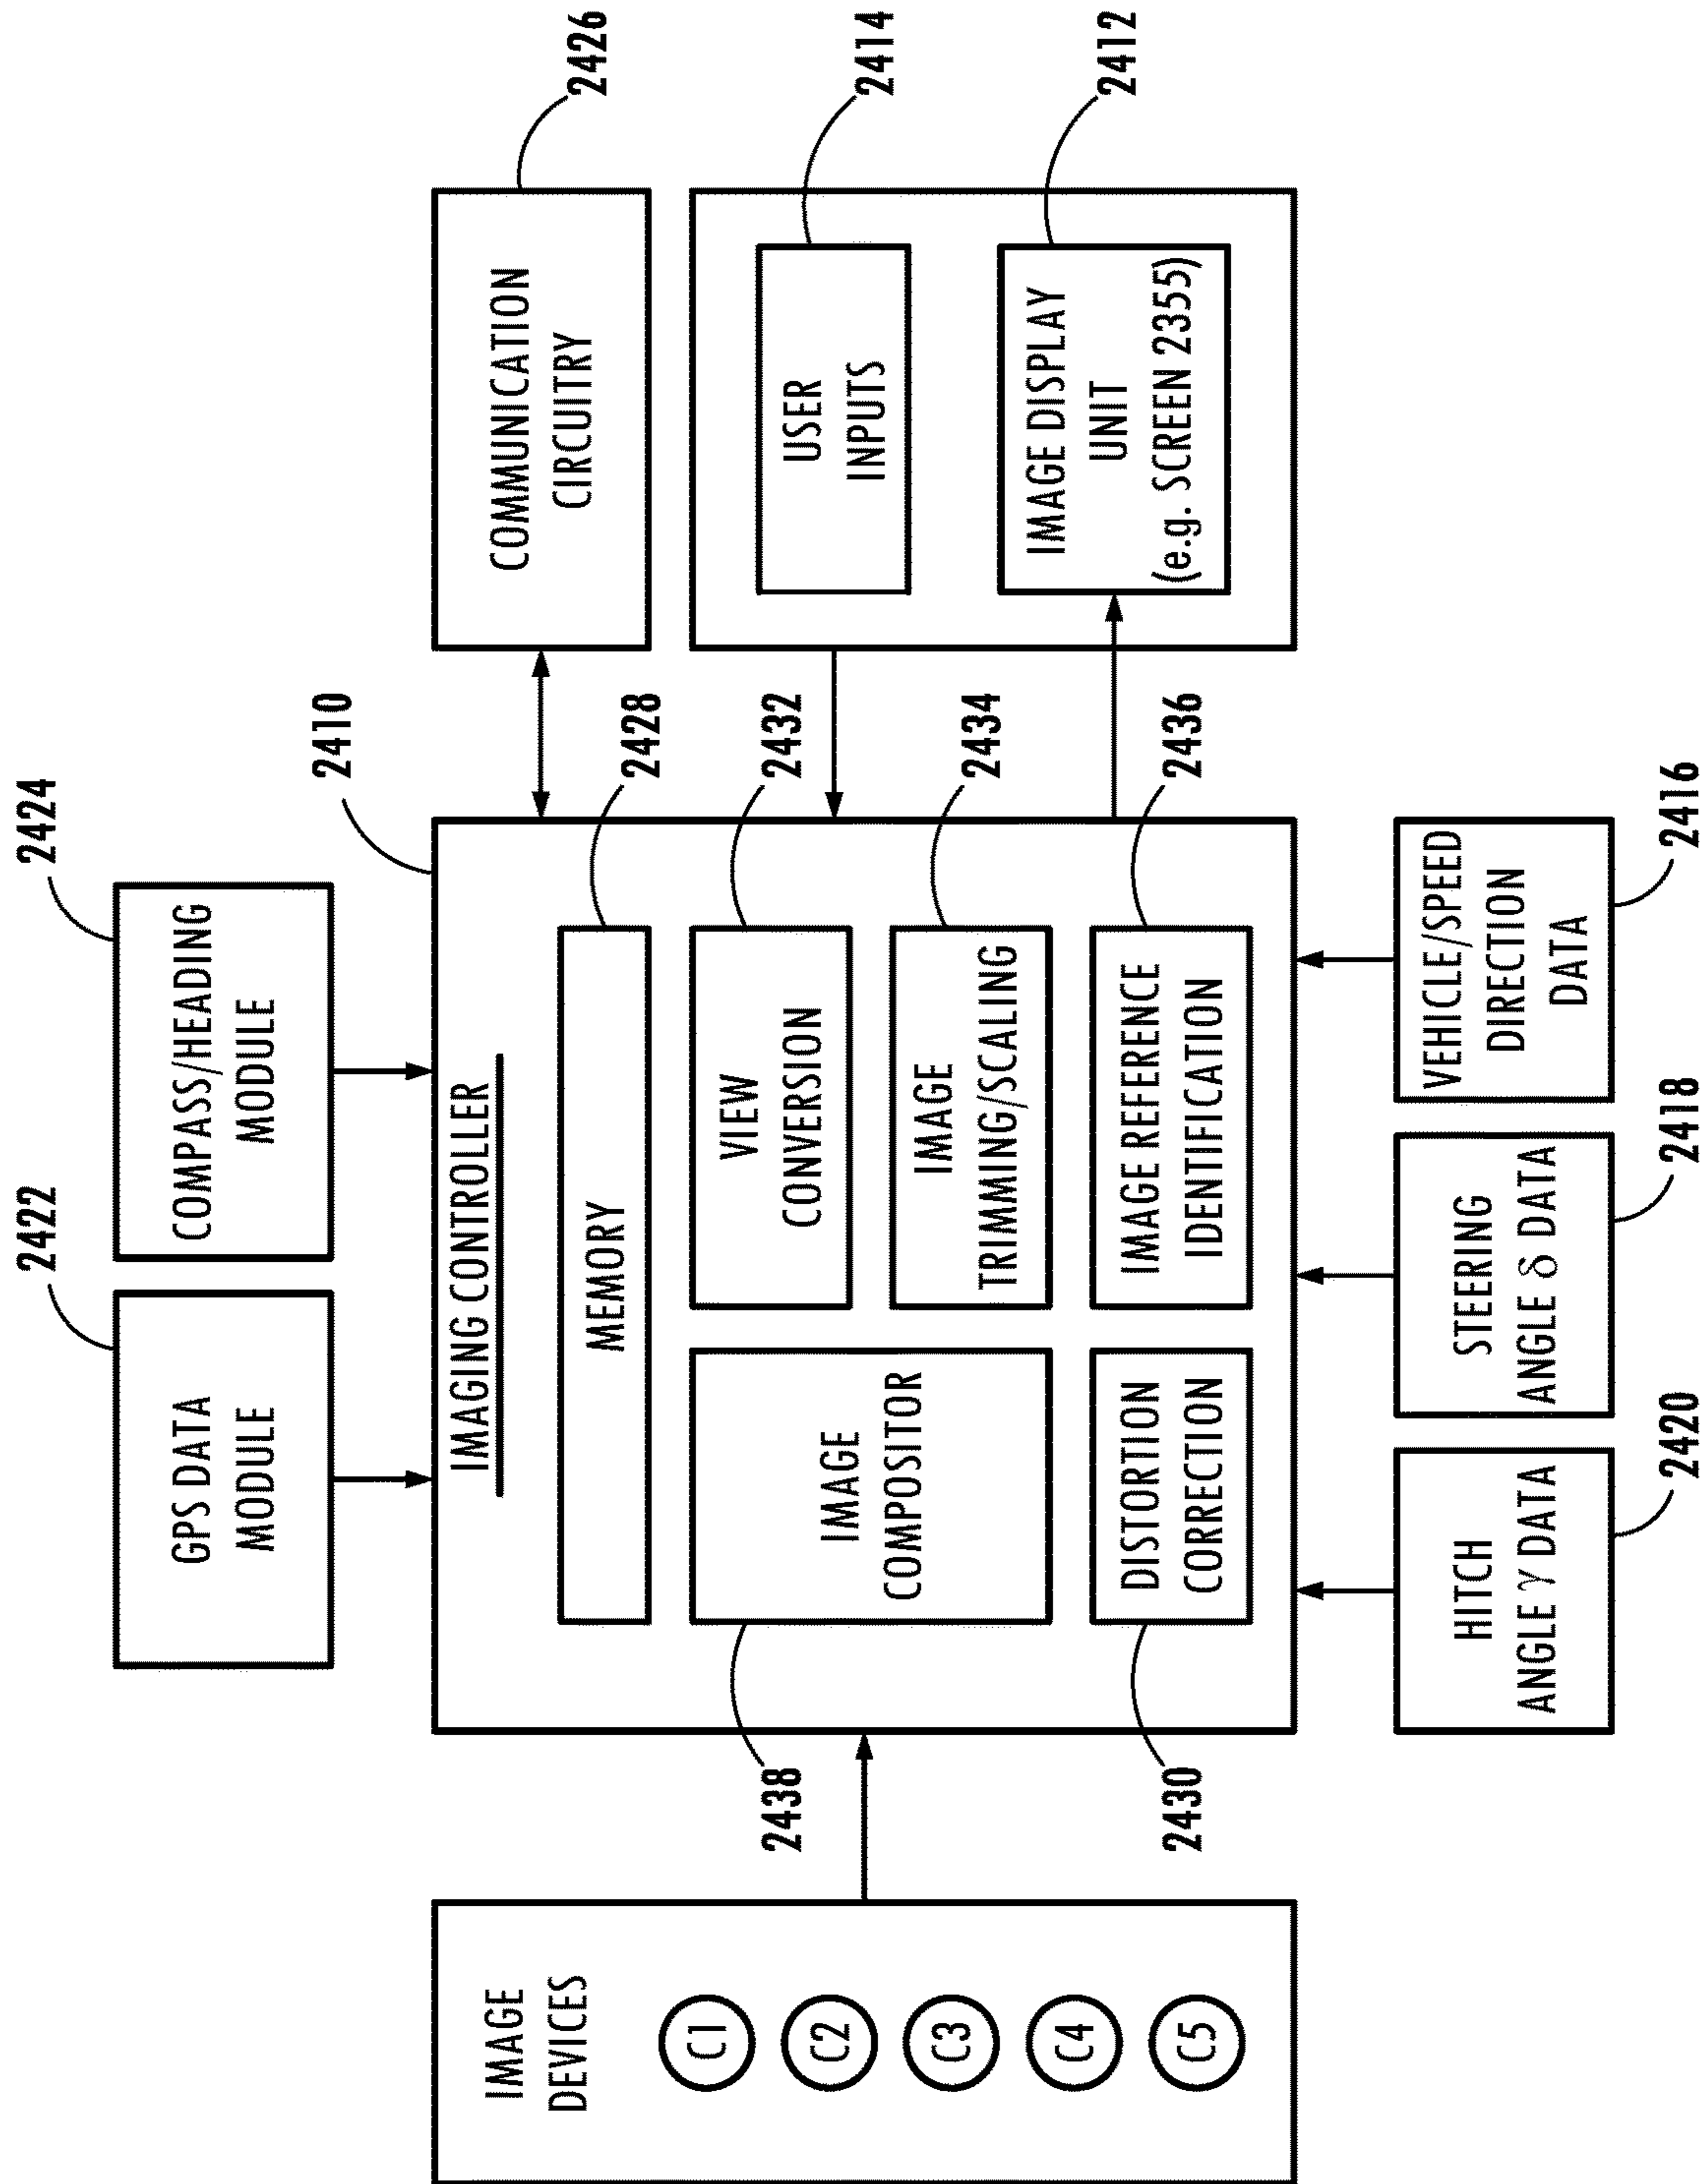 2422
2424
GPS DATA
MODULE
COMPASS/HEADING
MODULE
2410
2426
IMAGE
DEVICES
C1
C2
C3
C4
C5
IMAGING CONTROLLER
MEMORY
2428
IMAGE
COMPOSITOR
2438
VIEW
CONVERSION
2432
IMAGE
TRIMMING/SCALING
2434
DISTORTION
CORRECTION
2430
IMAGE REFERENCE
IDENTIFICATION
2436
COMMUNICATION
CIRCUITRY
USER
INPUTS
2414
IMAGE DISPLAY
UNIT
(e.g. SCREEN 2355)
2412
HITCH
ANGLE γ DATA
2420
STEERING
ANGLE δ DATA
2418
VEHICLE/SPEED
DIRECTION
DATA
2416